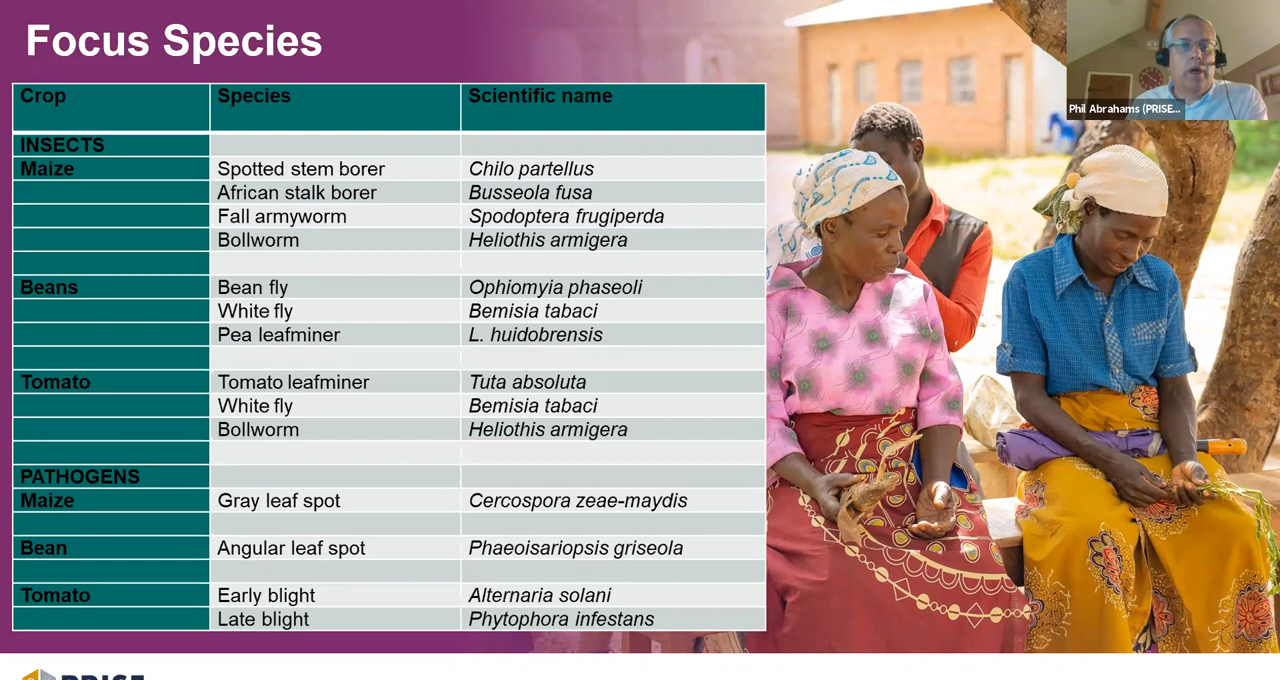 Focus Species
Crop Species Scientific name
INSECTS
Maize Spotted stem borer Chilo partellus
African stalk borer Busseola fusa
Fall armyworm Spodoptera frugiperda
Bollworm Heliothis armigera
Beans Bean fly Ophiomyia phaseoli
White fly Bemisia tabaci
Pea leafminer L. huidobrensis
Tomato Tomato leafminer Tuta absoluta
White fly Bemisia tabaci
Bollworm Heliothis armigera
PATHOGENS
Maize Gray leaf spot Cercospora zeae-maydis
Bean Angular leaf spot Phaeoisariopsis griseola
Tomato Early blight Alternaria solani
Late blight Phytophora infestans
Phil Abrahams (PRISE...
PRISE